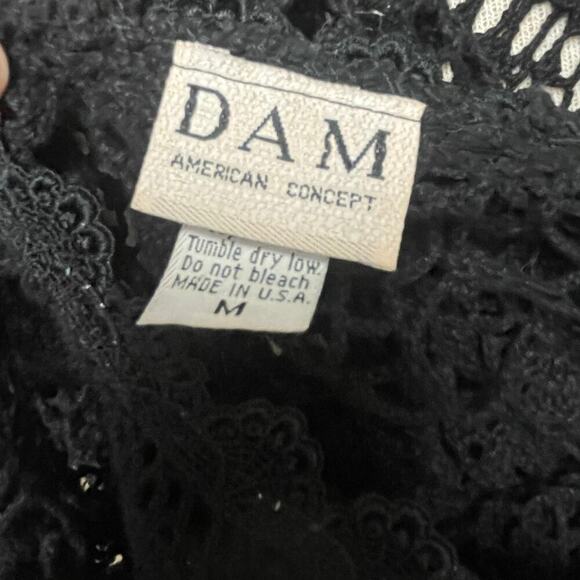 DAM
AMERICAN CONCEPT
Tumble dry low.
Do not bleach
MADE IN U.S.A.
M